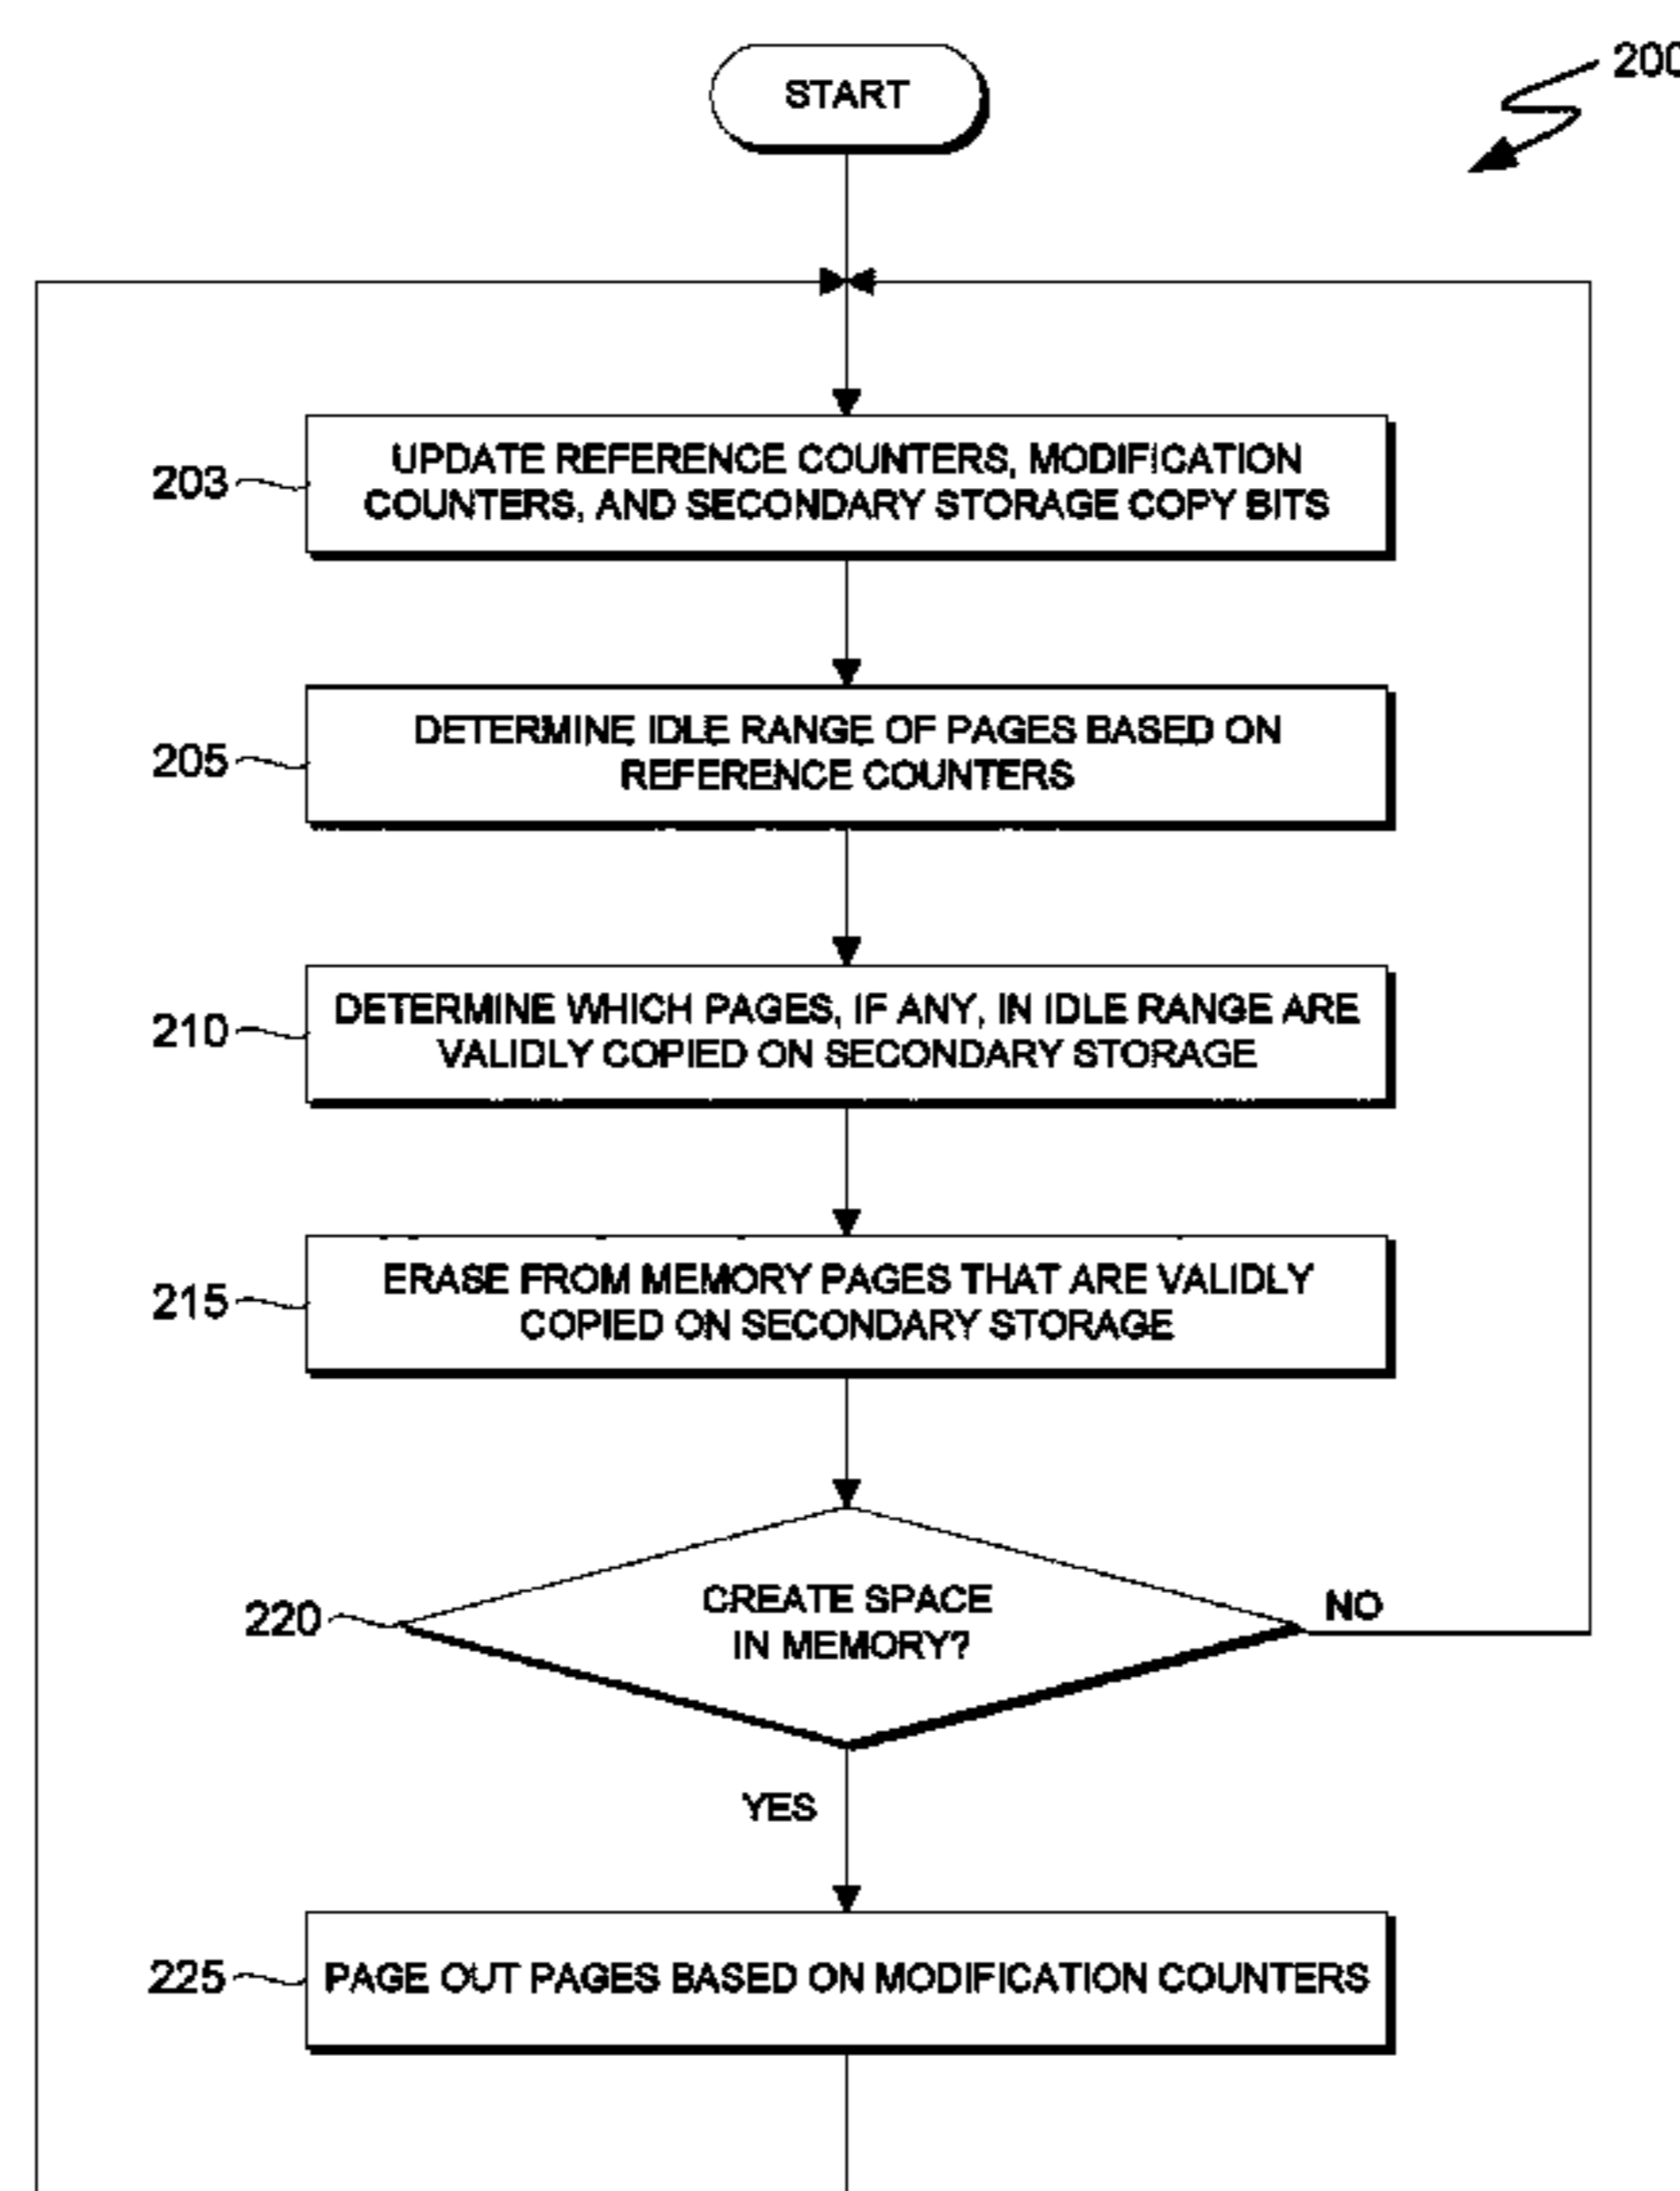 START
200
203
UPDATE REFERENCE COUNTERS, MODIFICATION
COUNTERS, AND SECONDARY STORAGE COPY BITS
205
DETERMINE IDLE RANGE OF PAGES BASED ON
REFERENCE COUNTERS
210
DETERMINE WHICH PAGES, IF ANY, IN IDLE RANGE ARE
VALIDLY COPIED ON SECONDARY STORAGE
215
ERASE FROM MEMORY PAGES THAT ARE VALIDLY
COPIED ON SECONDARY STORAGE
220
CREATE SPACE
IN MEMORY?
NO
YES
225
PAGE OUT PAGES BASED ON MODIFICATION COUNTERS